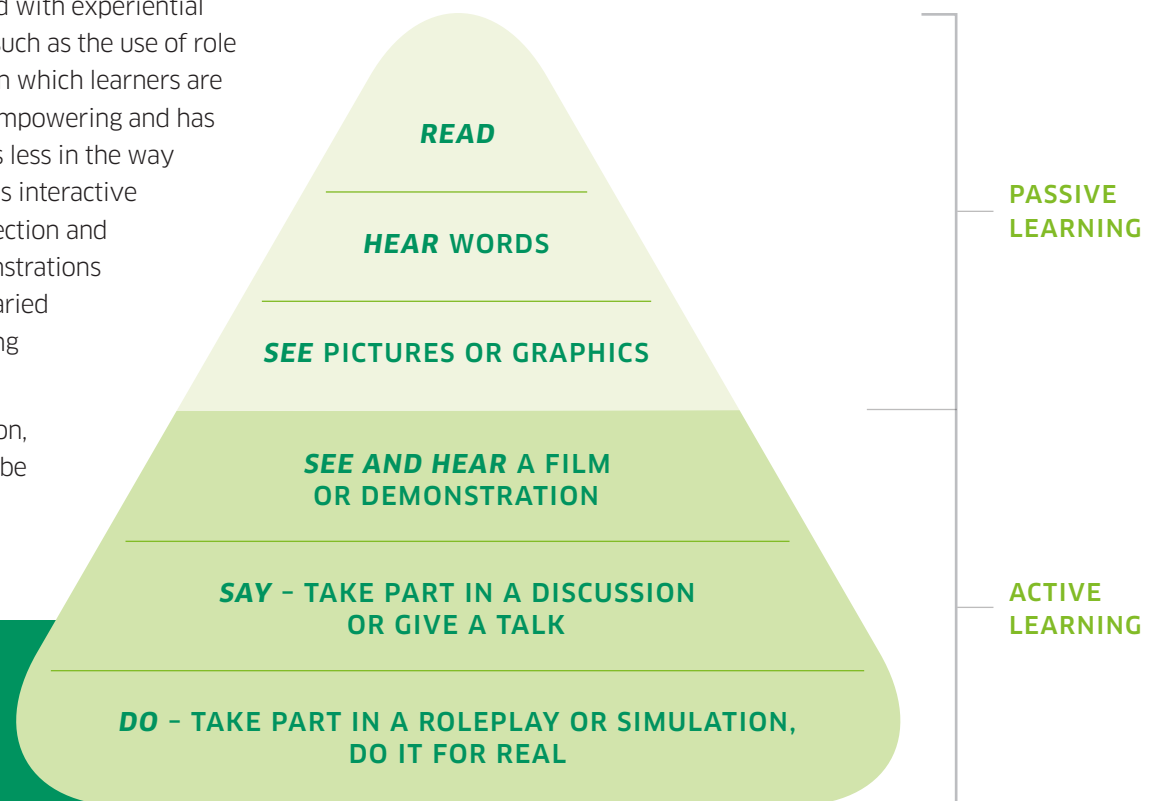 d with experiential
such as the use of role
n which learners are
mpowering and has
s less in the way
s interactive
ection and
nstrations
aried
ng
on,
be
READ
HEAR WORDS
SEE PICTURES OR GRAPHICS
SEE AND HEAR A FILM
OR DEMONSTRATION
SAY – TAKE PART IN A DISCUSSION
OR GIVE A TALK
DO – TAKE PART IN A ROLEPLAY OR SIMULATION,
DO IT FOR REAL
PASSIVE
LEARNING
ACTIVE
LEARNING